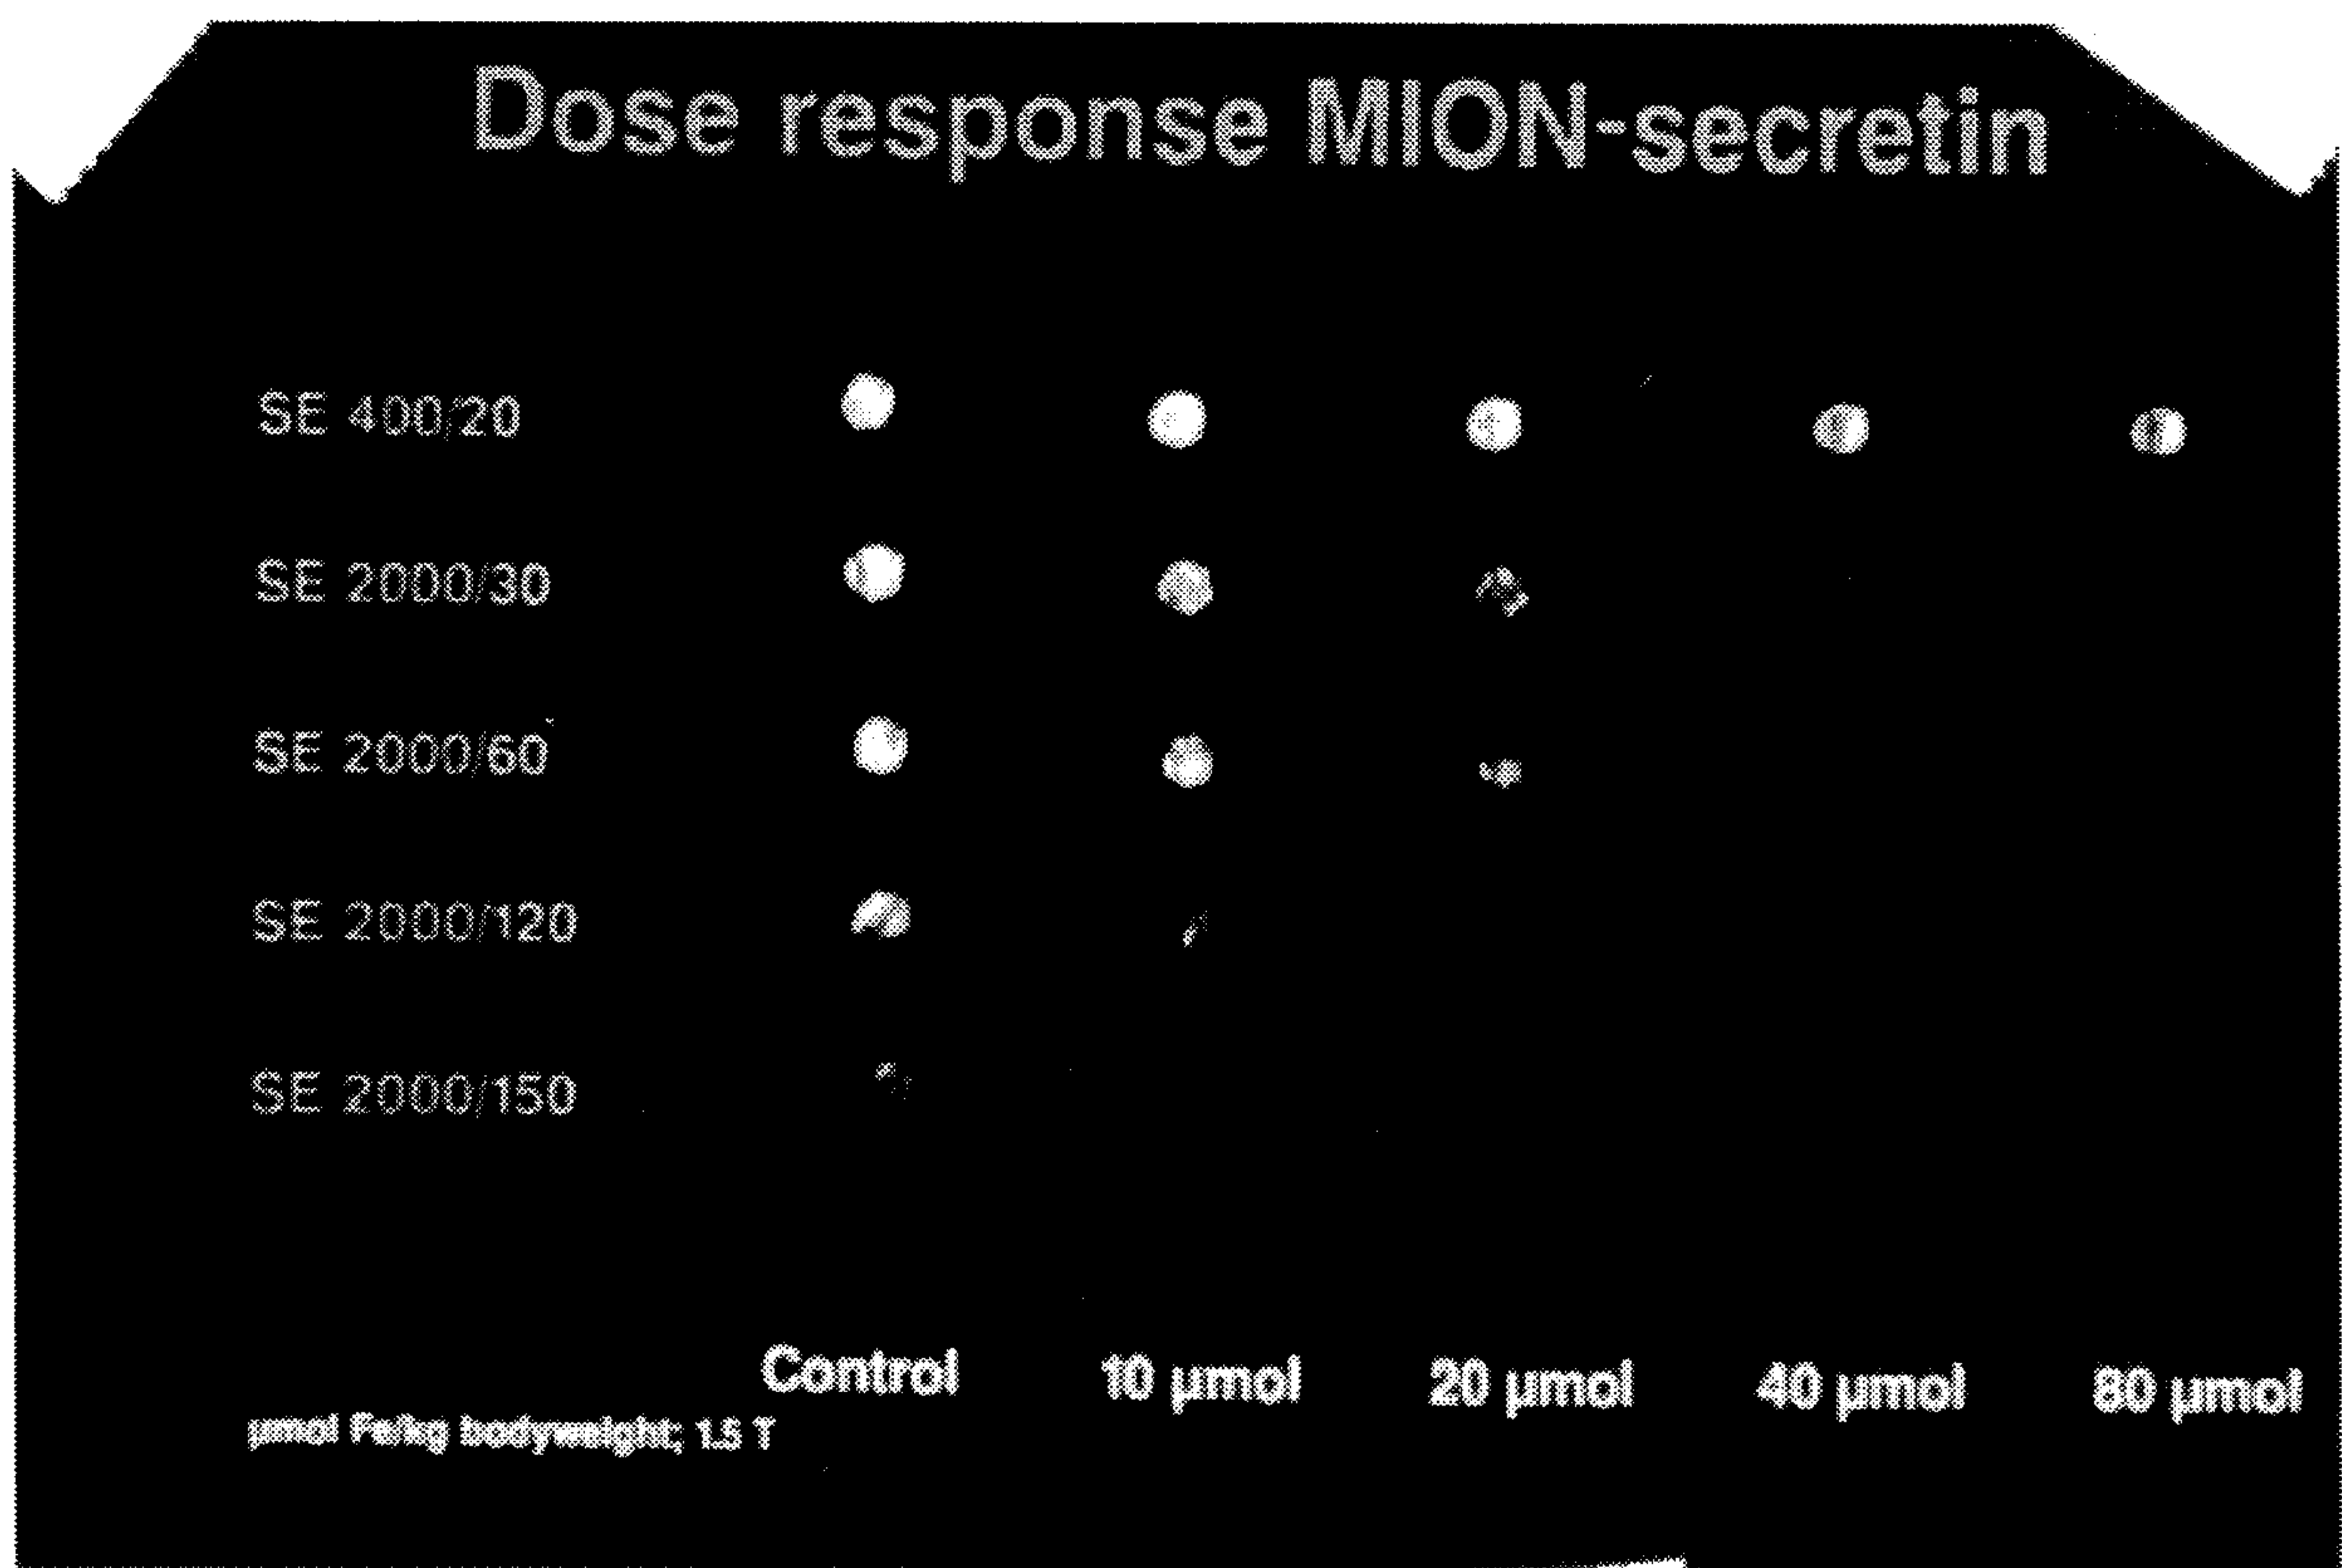 Dose response MION-secretin
SE 400/20
SE 2000/30
SE 2000/60
SE 2000/120
SE 2000/150
Control 10 µmol 20 µmol 40 µmol 80 µmol
µmol Fe/kg bodyweight; 1.5 T